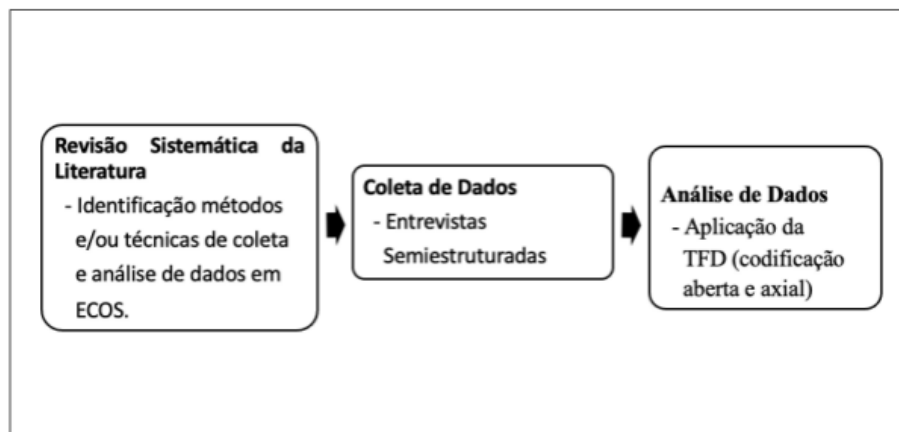 Revisão Sistemática da
Literatura
- Identificação métodos
e/ou técnicas de coleta
e análise de dados em
ECOS.
Coleta de Dados
- Entrevistas
Semiestruturadas
Análise de Dados
- Aplicação da
TFD (codificação
aberta e axial)